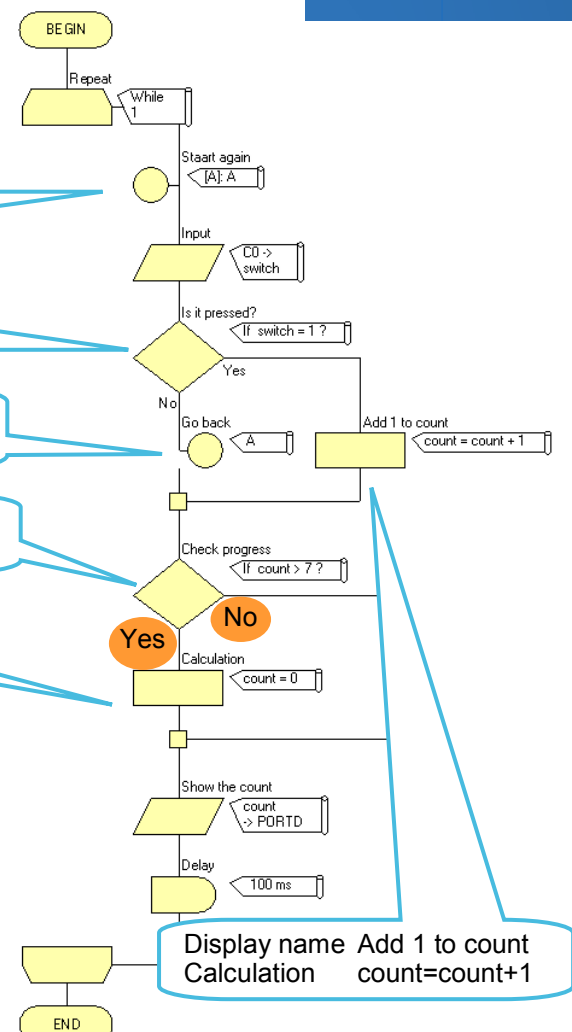 BEGIN
Repeat
While
1
Staart again
[A]: A
Input
C0 ->
switch
Is it pressed?
If switch = 1 ?
Yes
No
Go back
A
Add 1 to count
count = count + 1
Check progress
If count > 7 ?
No
Yes
Calculation
count = 0
Show the count
count
-> PORTD
Delay
100 ms
Display name Add 1 to count
Calculation count=count+1
END